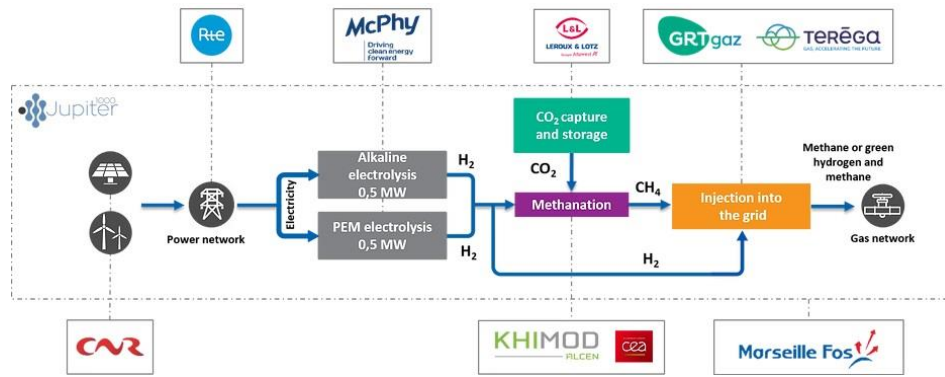 Rte
McPhy
Driving
clean energy
forward
L&L
LEROUX & LOTZ
GRTgaz
TERĒGA
GAS, ACCELERATING THE FUTURE
Jupiter
1000
CO₂ capture
and storage
Alkaline
electrolysis
0,5 MW
H₂
CO₂
Methane or green
hydrogen and
methane
Electricity
Methanation
CH₄
Injection into
the grid
Power network
PEM electrolysis
0,5 MW
H₂
H₂
Gas network
CNR
KHIMOD
ALCEN
cea
Marseille Fos